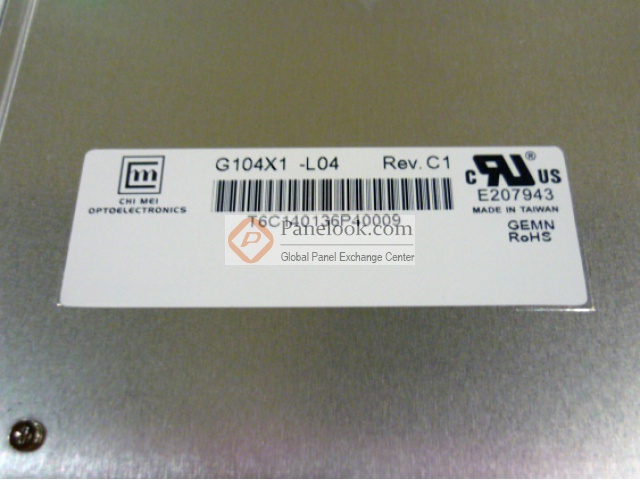 CHI MEI
OPTOELECTRONICS
G104X1 -L04 Rev. C1
T6C140136P40009
c RU ® US
E207943
MADE IN TAIWAN
GEMN
RoHS
Panelook.com
Global Panel Exchange Center